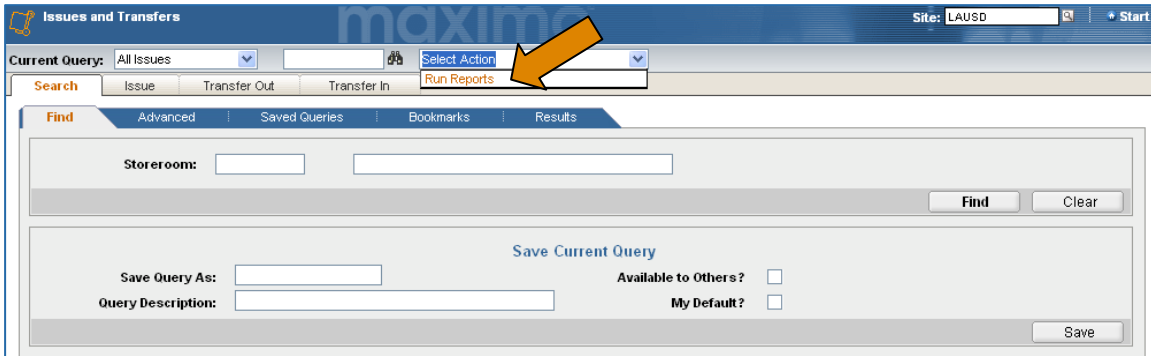 Issues and Transfers maximo Site: LAUSD Start
Current Query: All Issues Select Action
Run Reports
Search Issue Transfer Out Transfer In
Find Advanced Saved Queries Bookmarks Results
Storeroom:
Find Clear
Save Current Query
Save Query As: Available to Others?
Query Description: My Default?
Save